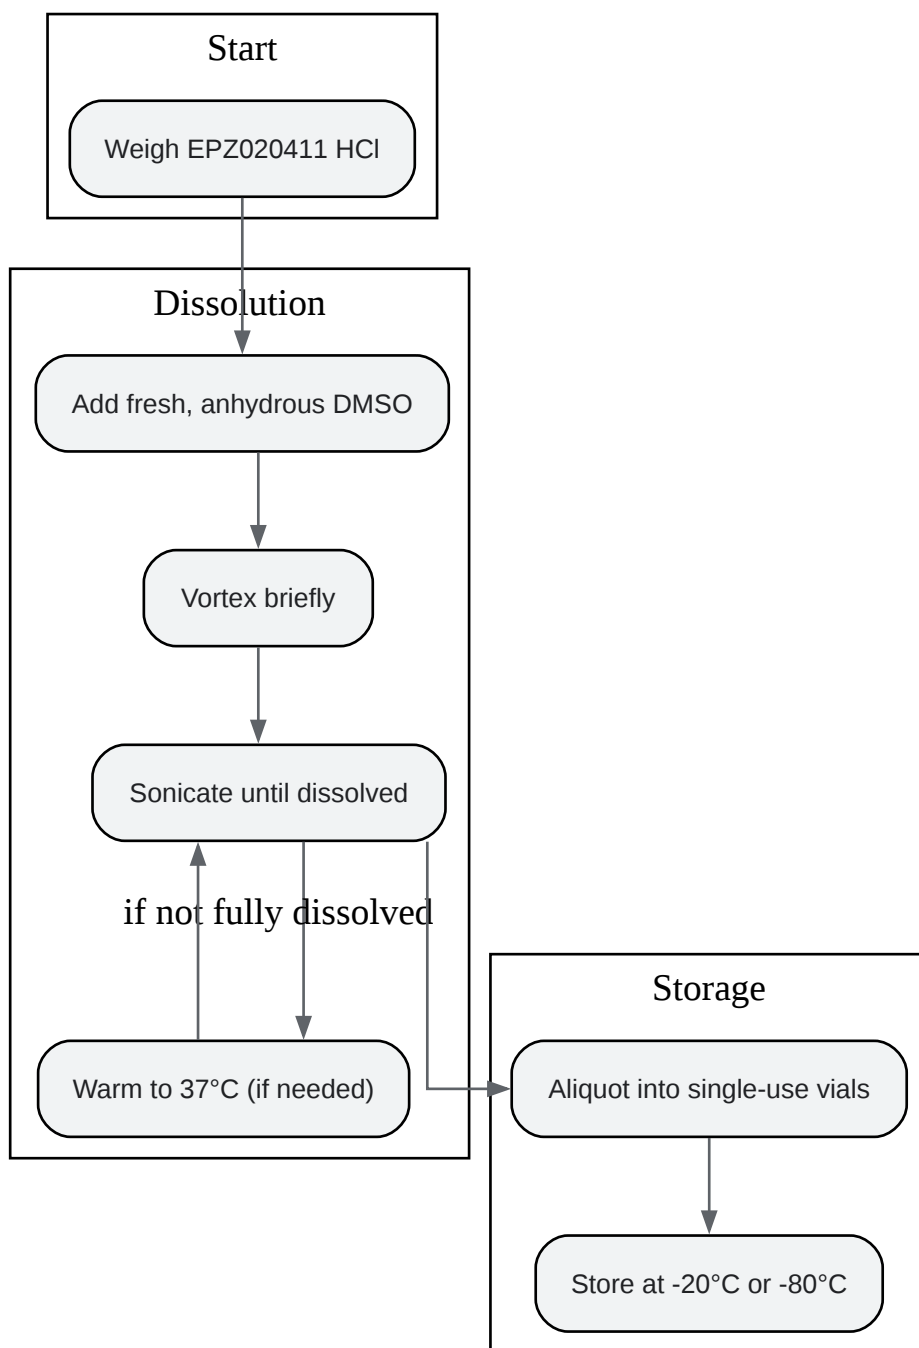 Start
Weigh EPZ020411 HCl
Dissolution
Add fresh, anhydrous DMSO
Vortex briefly
Sonicate until dissolved
if not fully dissolved
Warm to 37°C (if needed)
Storage
Aliquot into single-use vials
Store at -20°C or -80°C